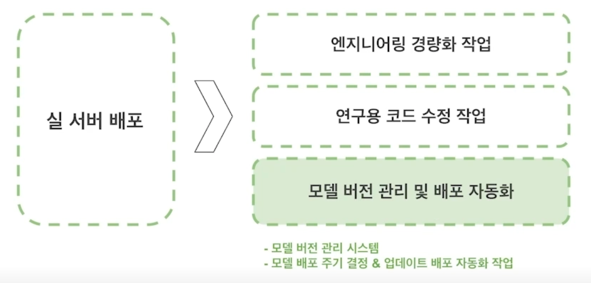 실 서버 배포
엔지니어링 경량화 작업
연구용 코드 수정 작업
모델 버전 관리 및 배포 자동화
- 모델 버전 관리 시스템
- 모델 배포 주기 결정 & 업데이트 배포 자동화 작업